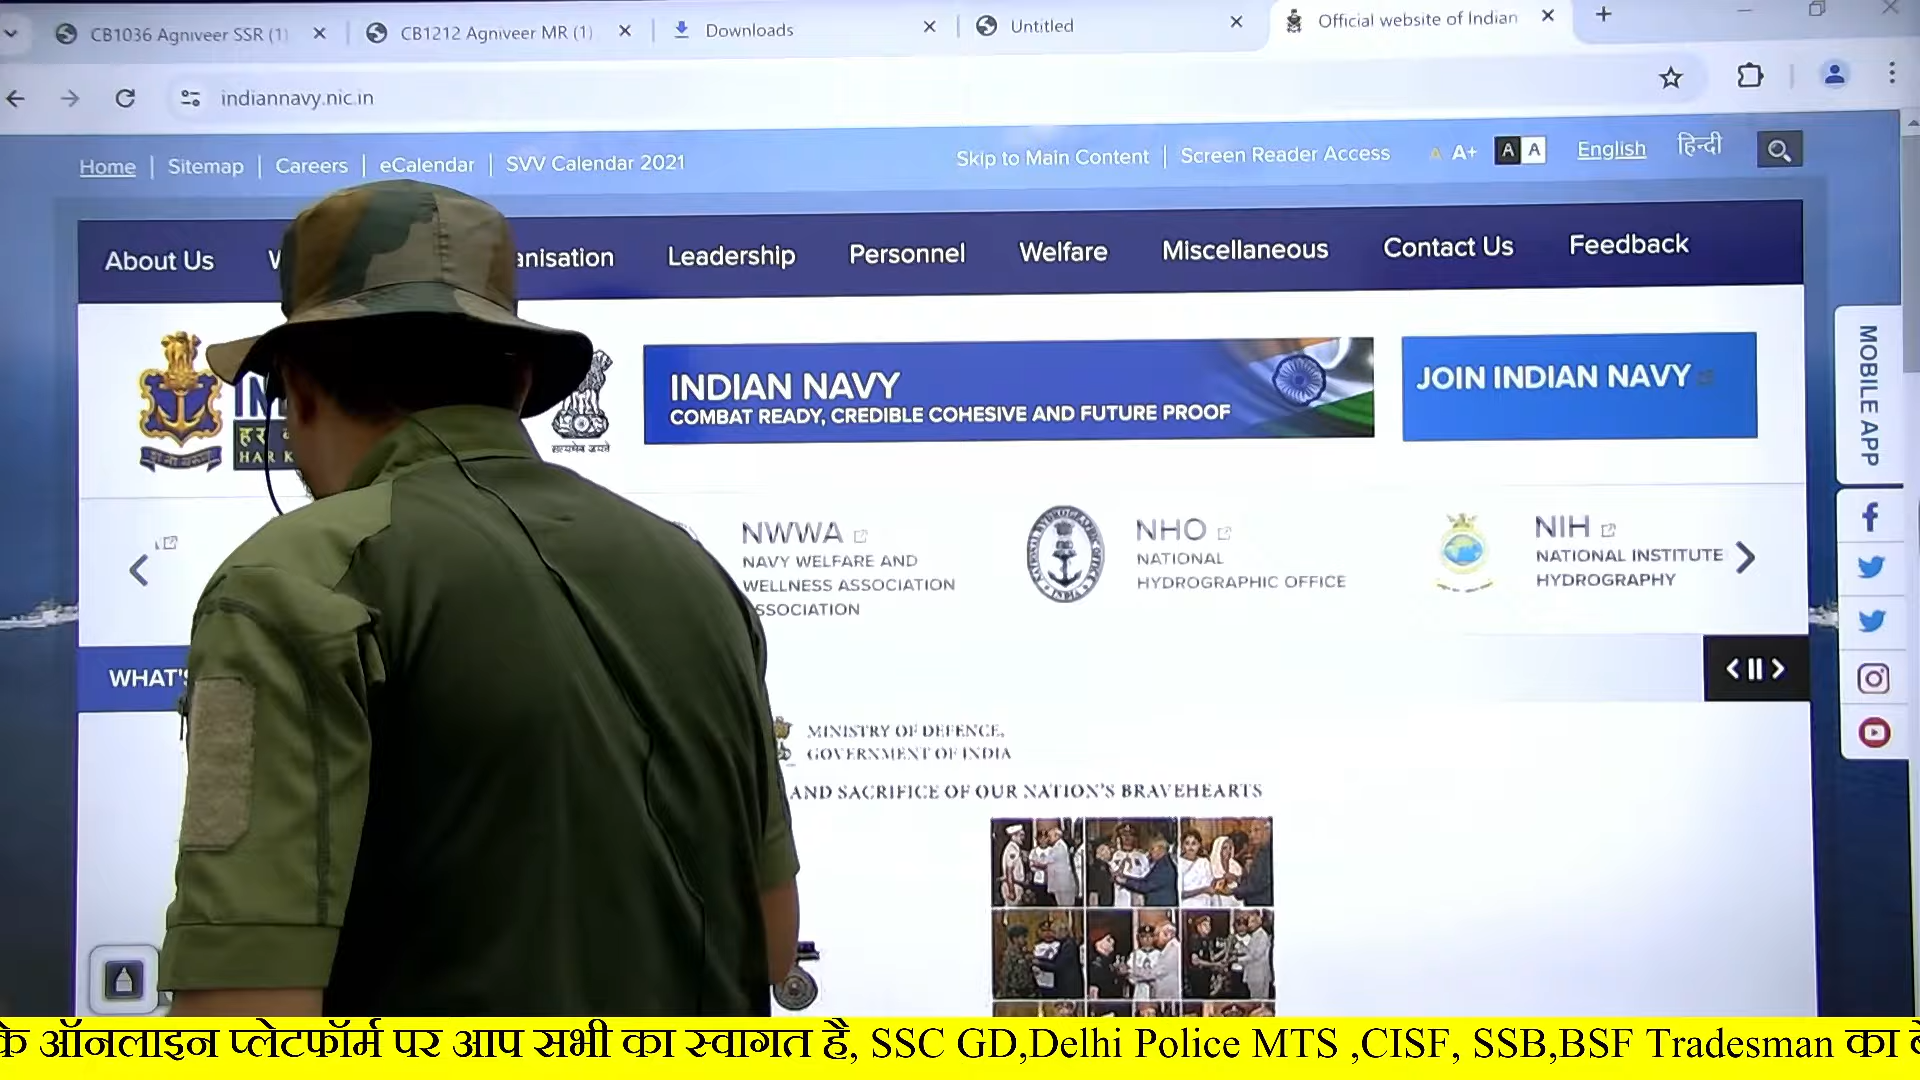 CB1036 Agniveer SSR (1)
CB1212 Agniveer MR (1)
Downloads
Untitled
Official website of Indian
indiannavy.nic.in
Home | Sitemap | Careers | eCalendar | SVV Calendar 2021
Skip to Main Content | Screen Reader Access
A A+ A A English हिन्दी
About Us
anisation Leadership Personnel Welfare Miscellaneous Contact Us Feedback
INDIAN NAVY
COMBAT READY, CREDIBLE COHESIVE AND FUTURE PROOF
JOIN INDIAN NAVY
सत्यमेव जयते
HAR K
MOBILE APP
NWWA
NAVY WELFARE AND
WELLNESS ASSOCIATION
SSOCIATION
NHO
NATIONAL
HYDROGRAPHIC OFFICE
NIH
NATIONAL INSTITUTE
HYDROGRAPHY
WHAT'S
MINISTRY OF DEFENCE,
GOVERNMENT OF INDIA
AND SACRIFICE OF OUR NATION'S BRAVEHEARTS
के ऑनलाइन प्लेटफॉर्म पर आप सभी का स्वागत है, SSC GD,Delhi Police MTS ,CISF, SSB,BSF Tradesman का